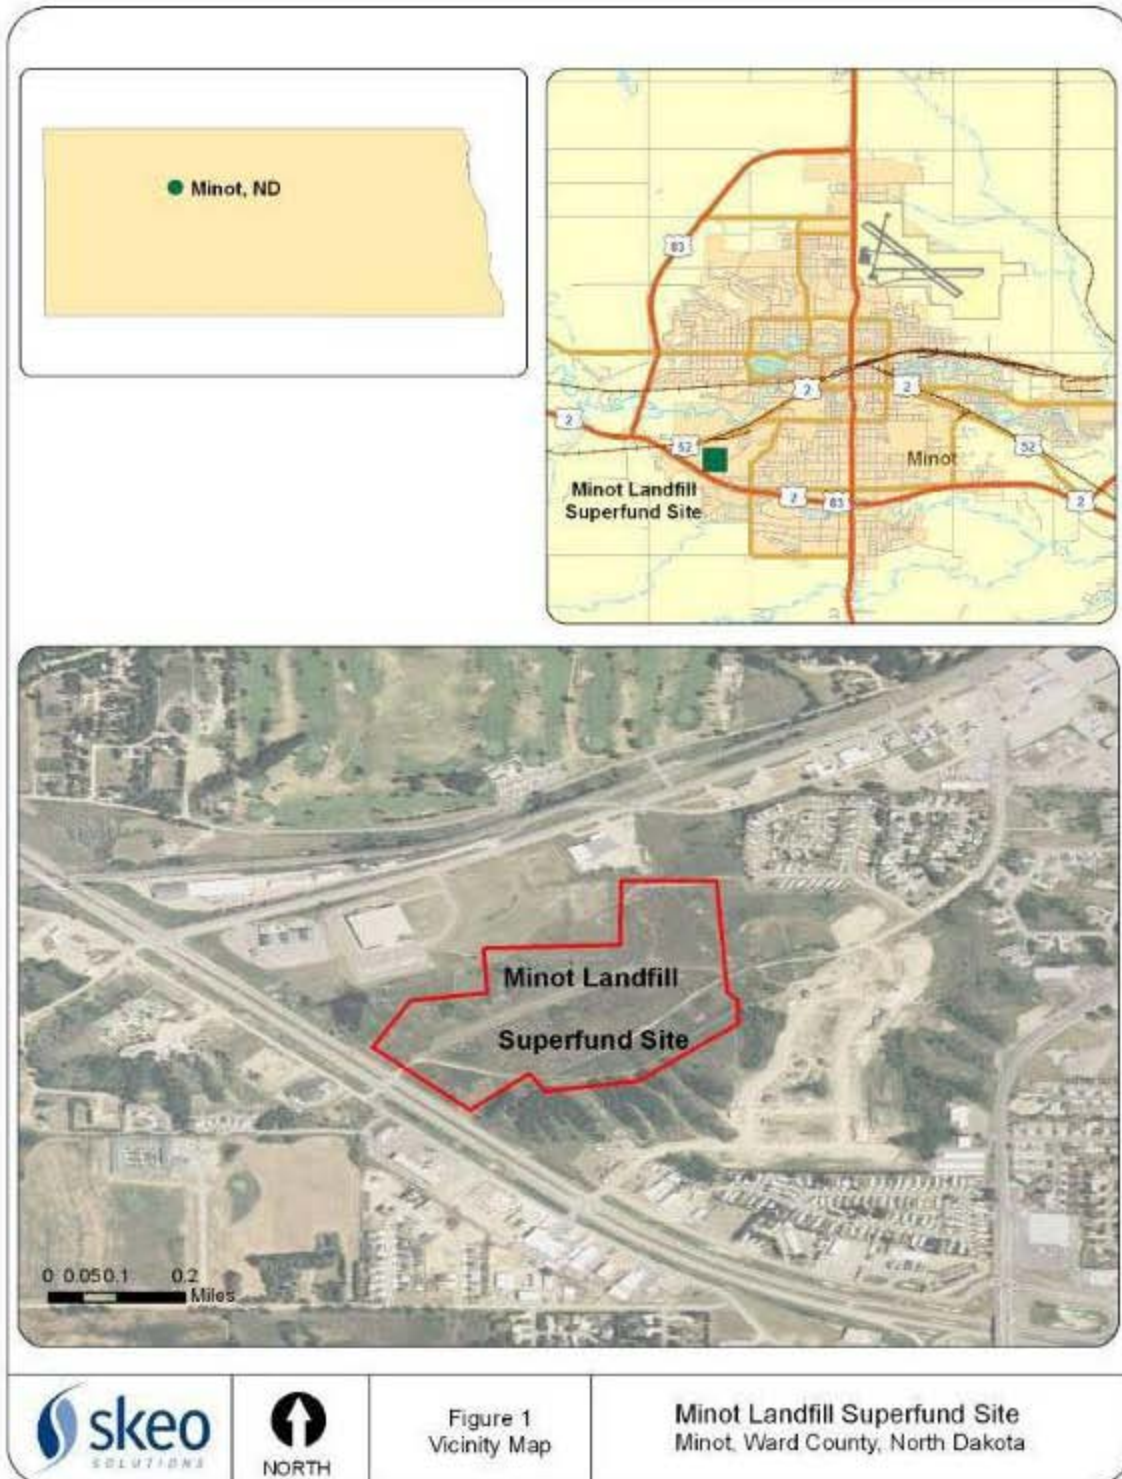 Minot, ND
83
2
2
2
52
Minot
52
Minot Landfill
Superfund Site
2
83
2
Minot Landfill
Superfund Site
0 0.05 0.1 0.2
Miles
skeo
SOLUTIONS
NORTH
Figure 1
Vicinity Map
Minot Landfill Superfund Site
Minot, Ward County, North Dakota